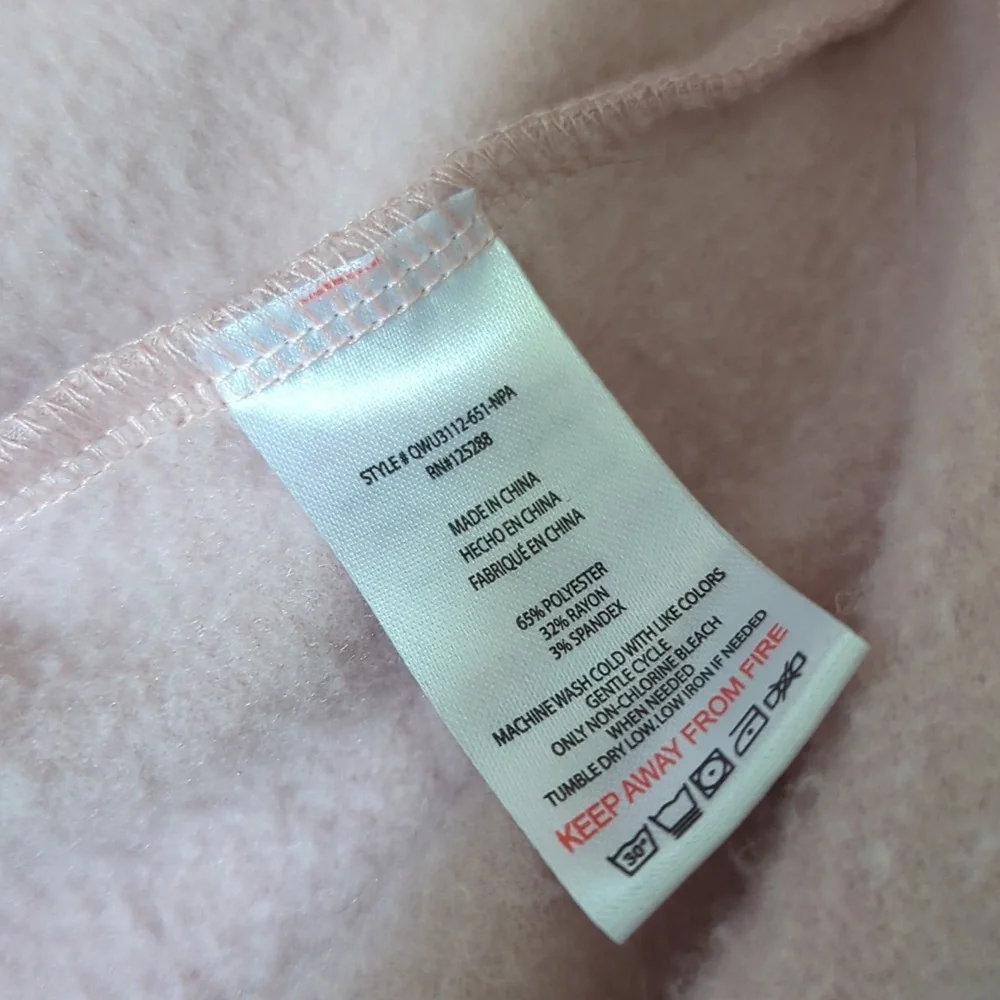 STYLE # QWU3112-651-NPA
RN#125288
MADE IN CHINA
HECHO EN CHINA
FABRIQUÉ EN CHINA
65% POLYESTER
32% RAYON
3% SPANDEX
MACHINE WASH COLD WITH LIKE COLORS
GENTLE CYCLE
ONLY NON-CHLORINE BLEACH
WHEN NEEDED
TUMBLE DRY LOW, LOW IRON IF NEEDED
KEEP AWAY FROM FIRE
30°